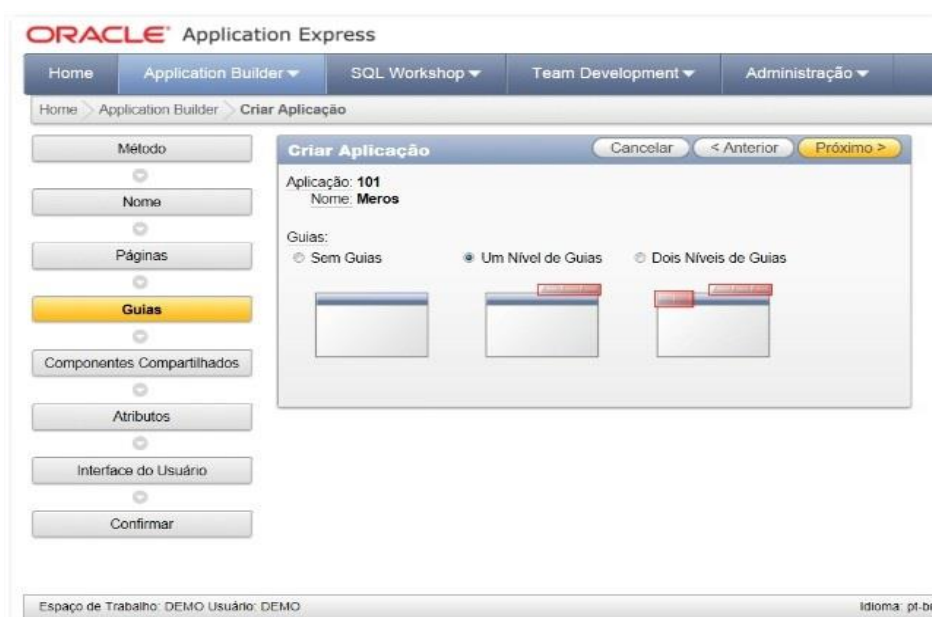 ORACLE Application Express
Home Application Builder SQL Workshop Team Development Administração
Home Application Builder Criar Aplicação
Método
Nome
Páginas
Guias
Componentes Compartilhados
Atributos
Interface do Usuário
Confirmar
Criar Aplicação Cancelar < Anterior Próximo >
Aplicação: 101
Nome: Meros
Guias:
Sem Guias Um Nível de Guias Dois Níveis de Guias
Espaço de Trabalho: DEMO Usuário: DEMO Idioma: pt-br